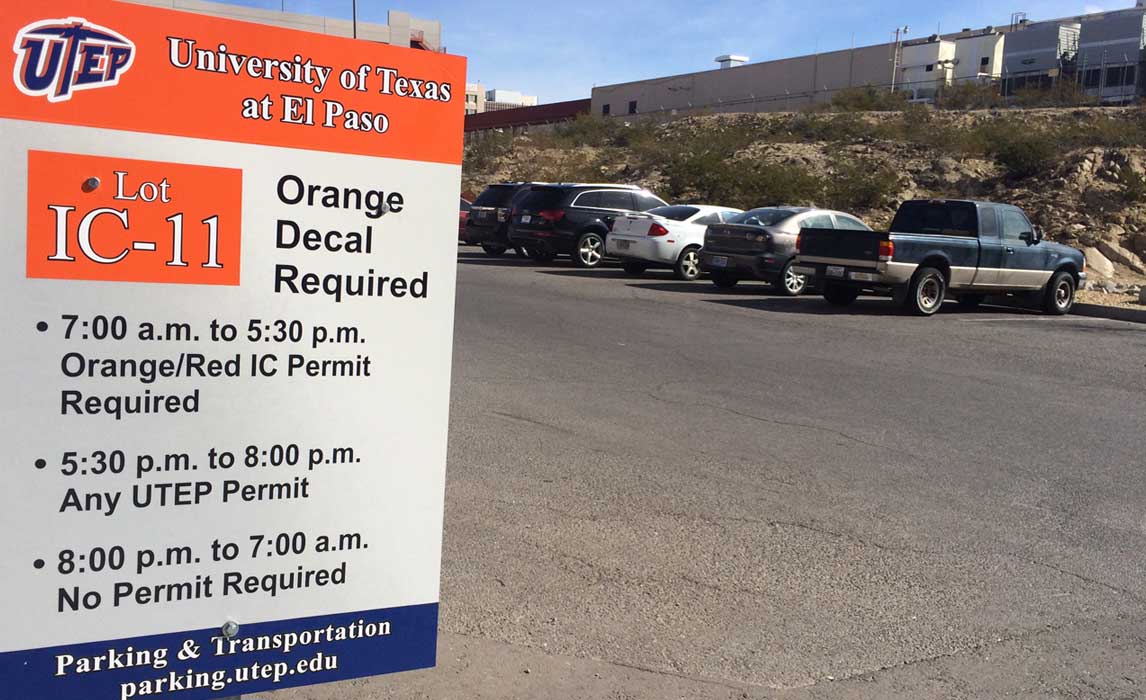 UTEP
University of Texas
at El Paso
Lot
IC-11
Orange
Decal
Required
• 7:00 a.m. to 5:30 p.m.
Orange/Red IC Permit
Required
• 5:30 p.m. to 8:00 p.m.
Any UTEP Permit
• 8:00 p.m. to 7:00 a.m.
No Permit Required
Parking & Transportation
parking.utep.edu